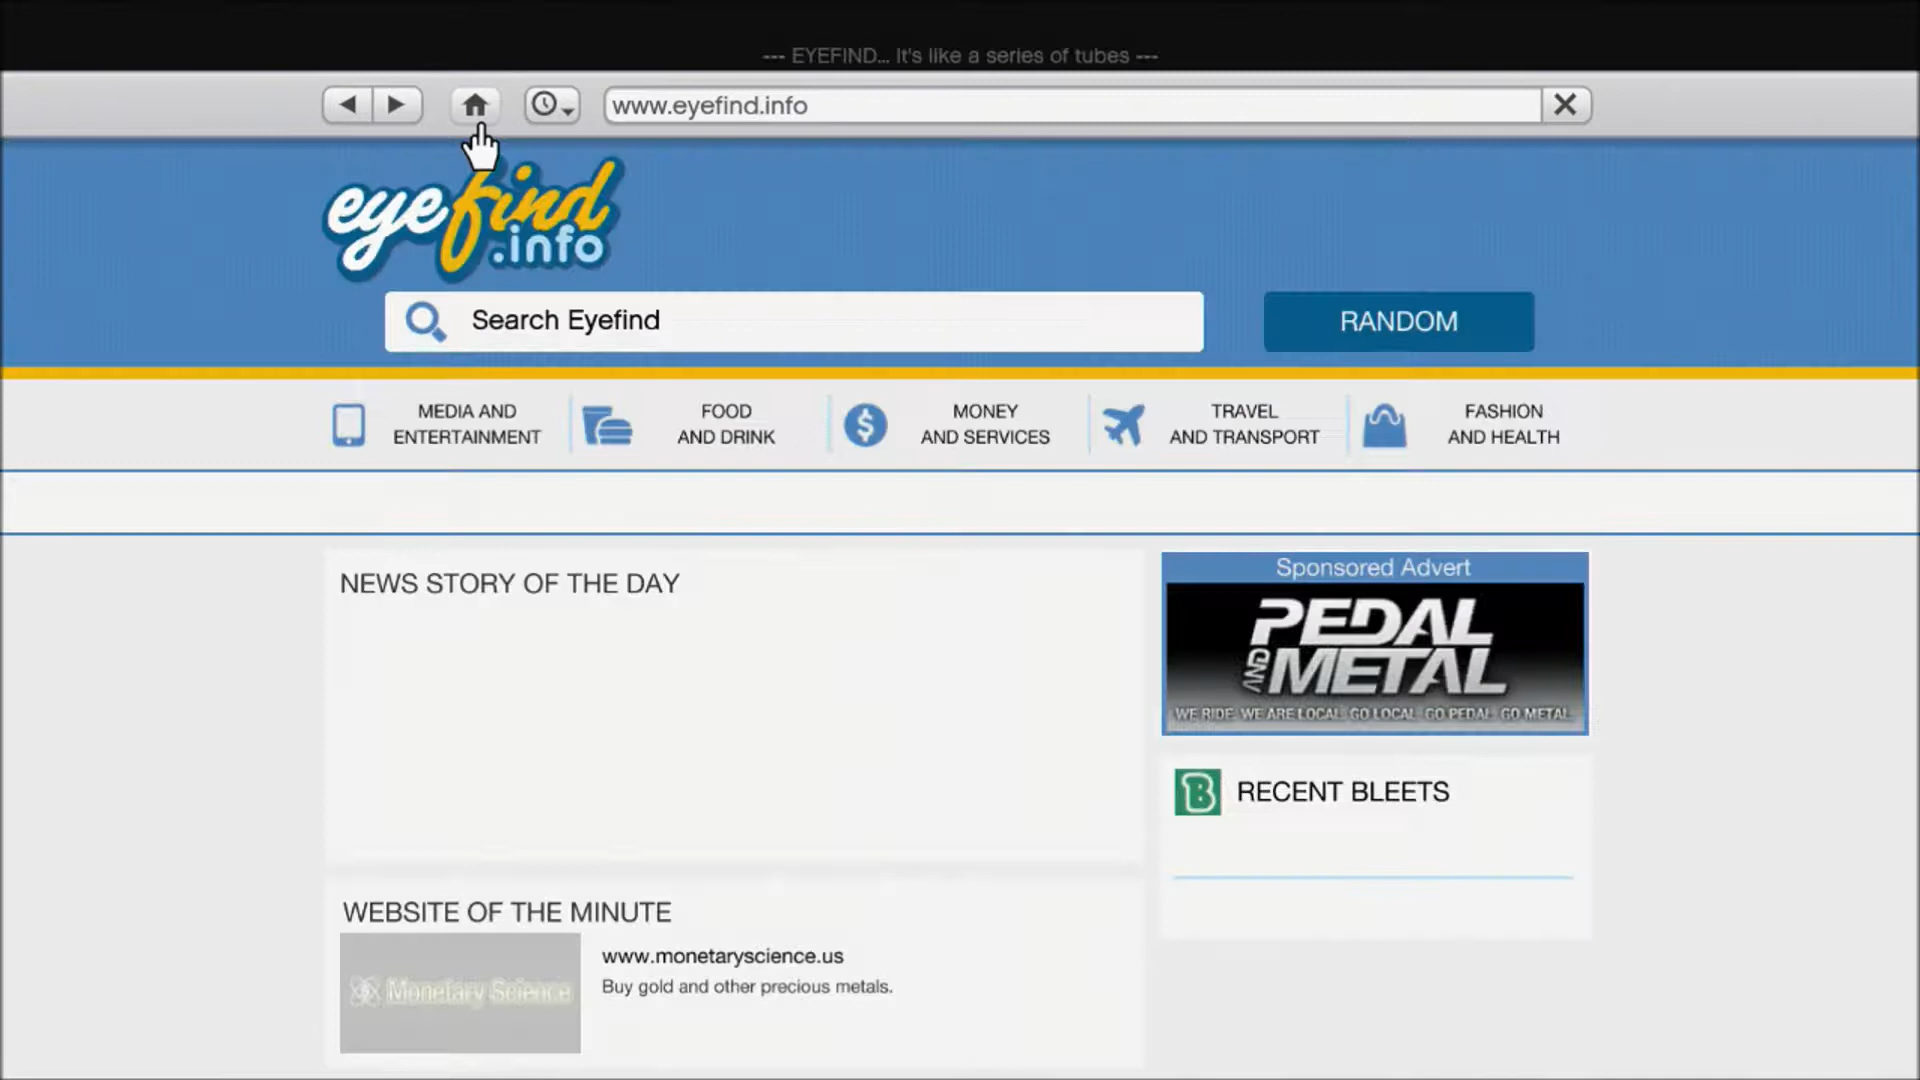 --- EYEFIND... It's like a series of tubes ---
www.eyefind.info
eyefind
.info
Search Eyefind
RANDOM
MEDIA AND
ENTERTAINMENT
FOOD
AND DRINK
MONEY
AND SERVICES
TRAVEL
AND TRANSPORT
FASHION
AND HEALTH
NEWS STORY OF THE DAY
Sponsored Advert
PEDAL
AND METAL
WE RIDE. WE ARE LOCAL. GO LOCAL. GO PEDAL. GO METAL.
B RECENT BLEETS
WEBSITE OF THE MINUTE
Monetary Science
www.monetaryscience.us
Buy gold and other precious metals.